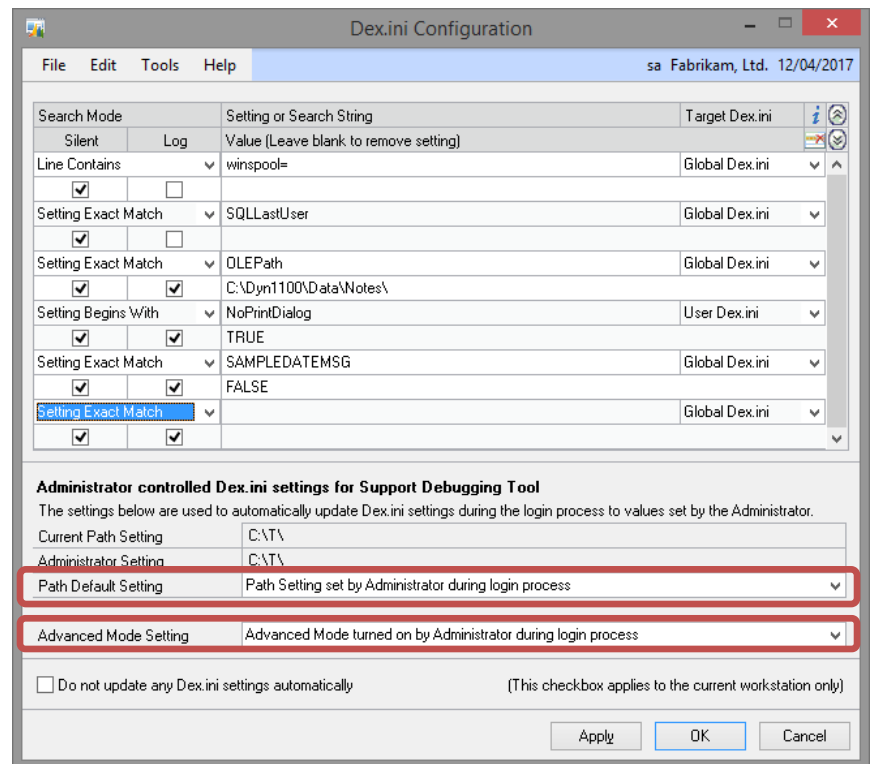 Dex.ini Configuration
File Edit Tools Help sa Fabrikam, Ltd. 12/04/2017
Search Mode Setting or Search String Target Dex.ini
Silent Log Value (Leave blank to remove setting)
Line Contains winspool= Global Dex.ini
Setting Exact Match SQLLastUser Global Dex.ini
Setting Exact Match OLEPath Global Dex.ini
C:\Dyn1100\Data\Notes\
Setting Begins With NoPrintDialog User Dex.ini
TRUE
Setting Exact Match SAMPLEDATEMSG Global Dex.ini
FALSE
Setting Exact Match Global Dex.ini
Administrator controlled Dex.ini settings for Support Debugging Tool
The settings below are used to automatically update Dex.ini settings during the login process to values set by the Administrator.
Current Path Setting C:\T\
Administrator Setting C:\T\
Path Default Setting Path Setting set by Administrator during login process
Advanced Mode Setting Advanced Mode turned on by Administrator during login process
Do not update any Dex.ini settings automatically (This checkbox applies to the current workstation only)
Apply OK Cancel